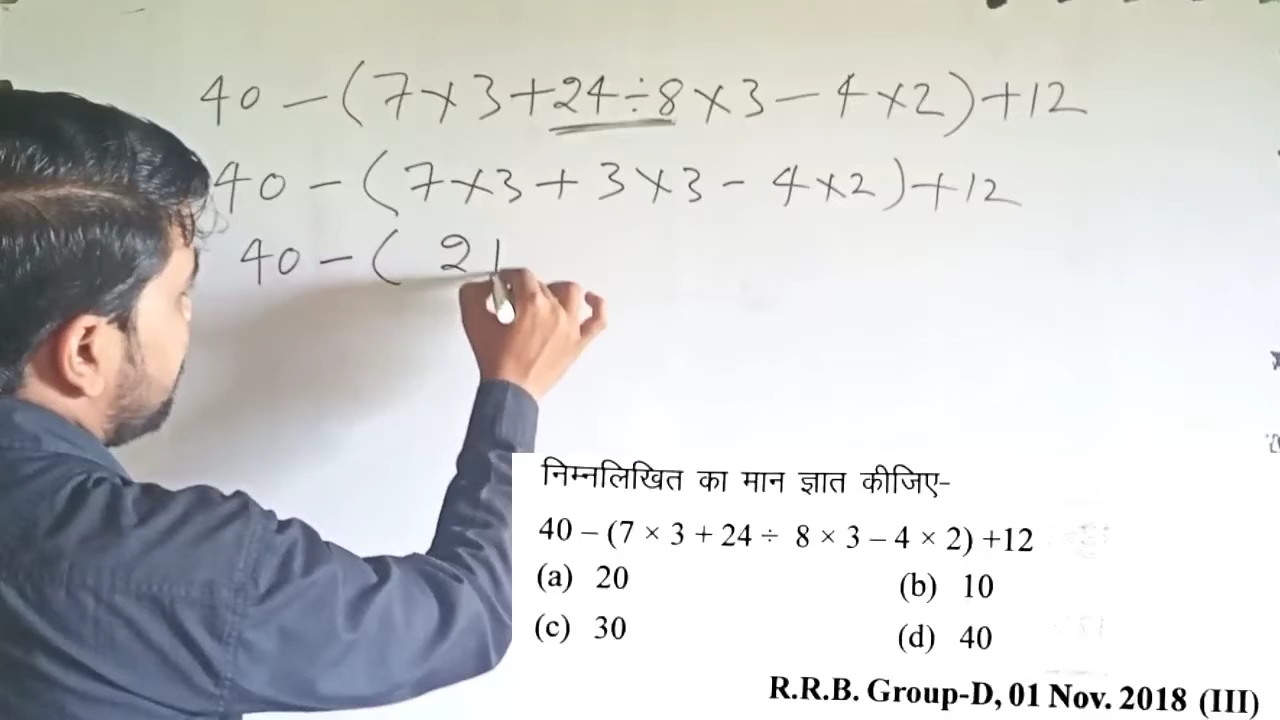 40 - (7 × 3 + 24 ÷ 8 × 3 - 4 × 2) + 12
40 - (7 × 3 + 3 × 3 - 4 × 2) + 12
40 - ( 21
निम्नलिखित का मान ज्ञात कीजिए-
40 – (7 × 3 + 24 ÷ 8 × 3 – 4 × 2) +12
(a) 20 (b) 10
(c) 30 (d) 40
R.R.B. Group-D, 01 Nov. 2018 (III)